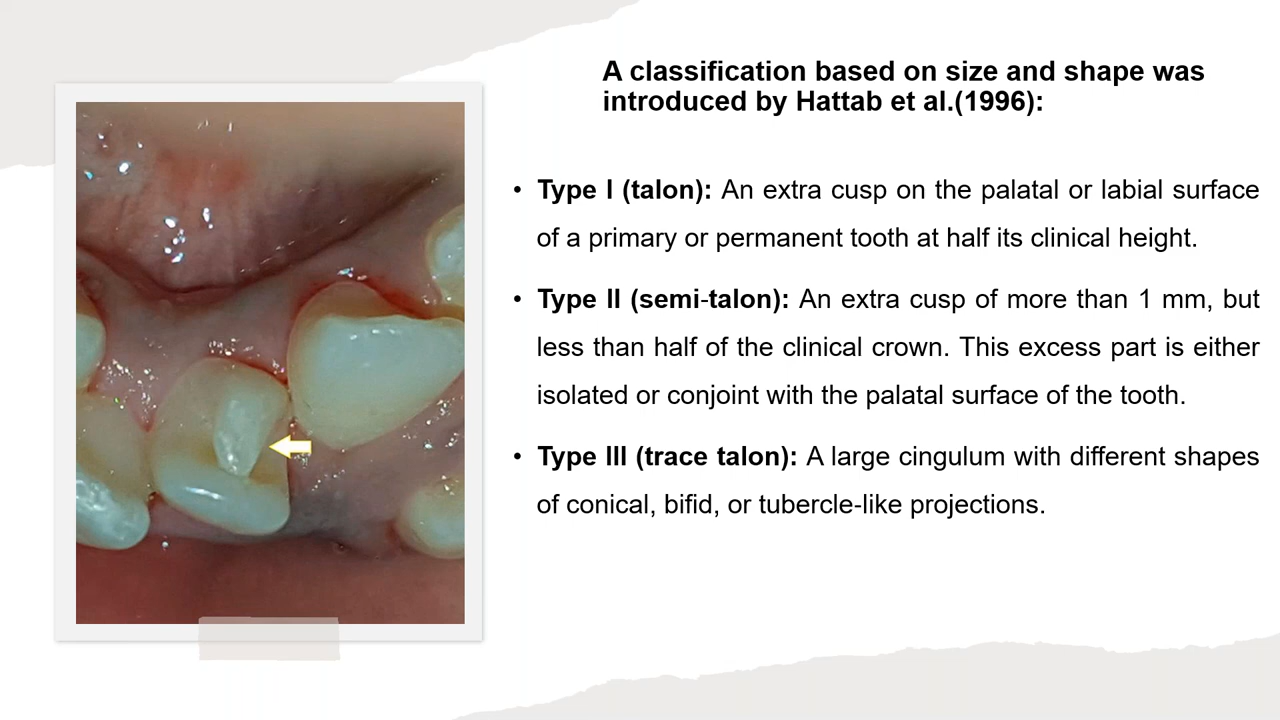 A classification based on size and shape was
introduced by Hattab et al.(1996):
• Type I (talon): An extra cusp on the palatal or labial surface
of a primary or permanent tooth at half its clinical height.
• Type II (semi-talon): An extra cusp of more than 1 mm, but
less than half of the clinical crown. This excess part is either
isolated or conjoint with the palatal surface of the tooth.
• Type III (trace talon): A large cingulum with different shapes
of conical, bifid, or tubercle-like projections.